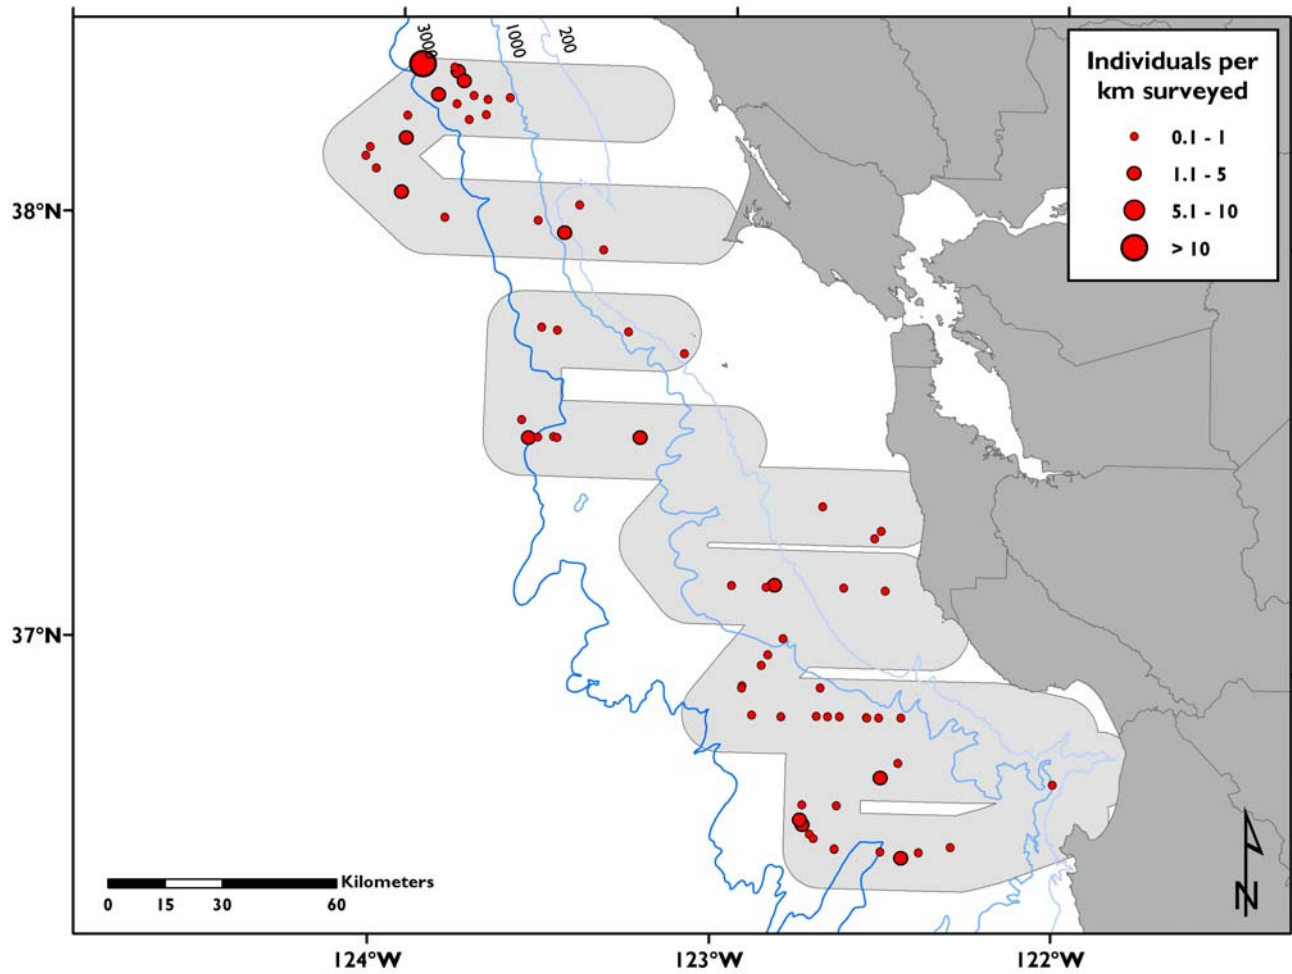 3000
1000
200
Individuals per
km surveyed
0.1 - 1
1.1 - 5
5.1 - 10
> 10
38°N
37°N
Kilometers
0 15 30 60
N
124°W 123°W 122°W